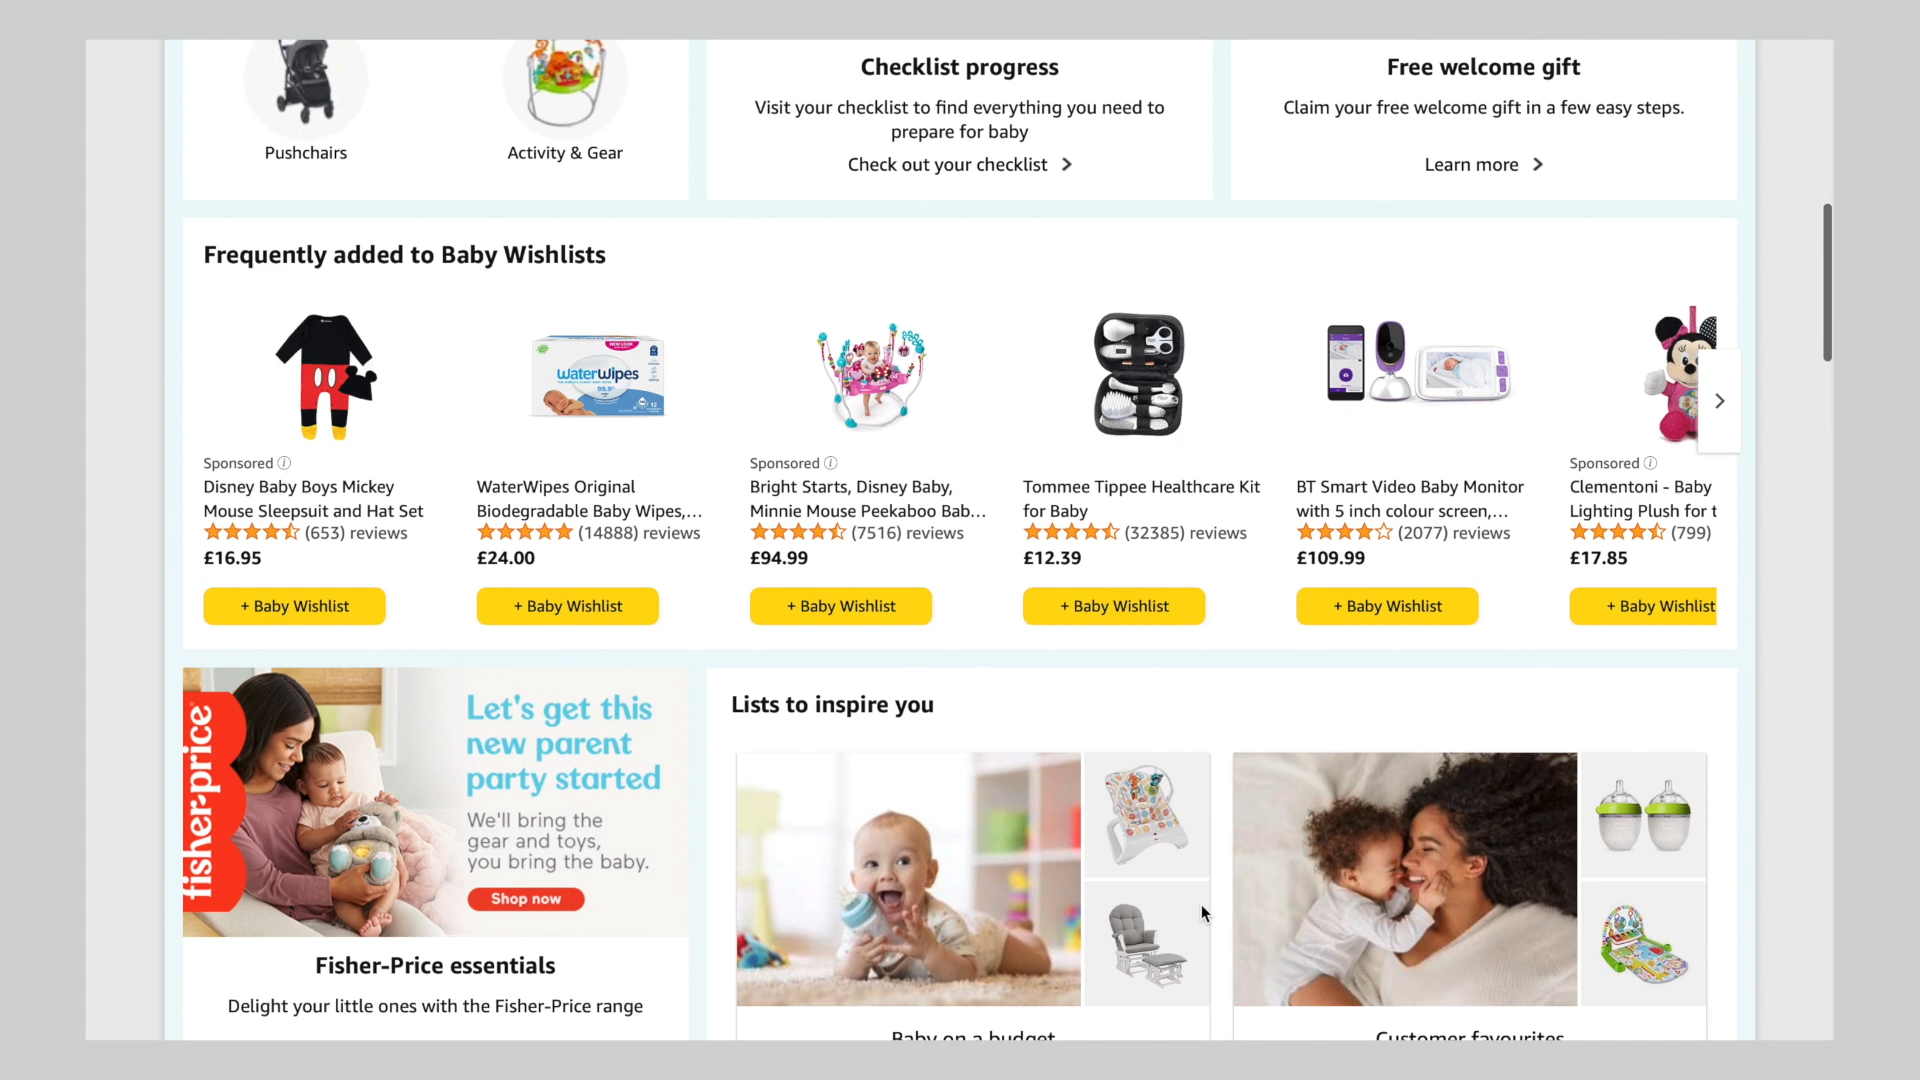 Checklist progress
Free welcome gift
Visit your checklist to find everything you need to
prepare for baby
Claim your free welcome gift in a few easy steps.
Pushchairs
Activity & Gear
Check out your checklist
Learn more
Frequently added to Baby Wishlists
NEW LOOK
waterwipes
Sponsored
Disney Baby Boys Mickey
Mouse Sleepsuit and Hat Set
(653) reviews
£16.95
+ Baby Wishlist
WaterWipes Original
Biodegradable Baby Wipes,...
(14888) reviews
£24.00
+ Baby Wishlist
Sponsored
Bright Starts, Disney Baby,
Minnie Mouse Peekaboo Bab...
(7516) reviews
£94.99
+ Baby Wishlist
Tommee Tippee Healthcare Kit
for Baby
(32385) reviews
£12.39
+ Baby Wishlist
BT Smart Video Baby Monitor
with 5 inch colour screen,...
(2077) reviews
£109.99
+ Baby Wishlist
Sponsored
Clementoni - Baby
Lighting Plush for t
(799)
£17.85
+ Baby Wishlist
fisher-price
Let's get this
new parent
party started
We'll bring the
gear and toys,
you bring the baby.
Shop now
Fisher-Price essentials
Delight your little ones with the Fisher-Price range
Lists to inspire you
Baby on a budget
Customer favourites